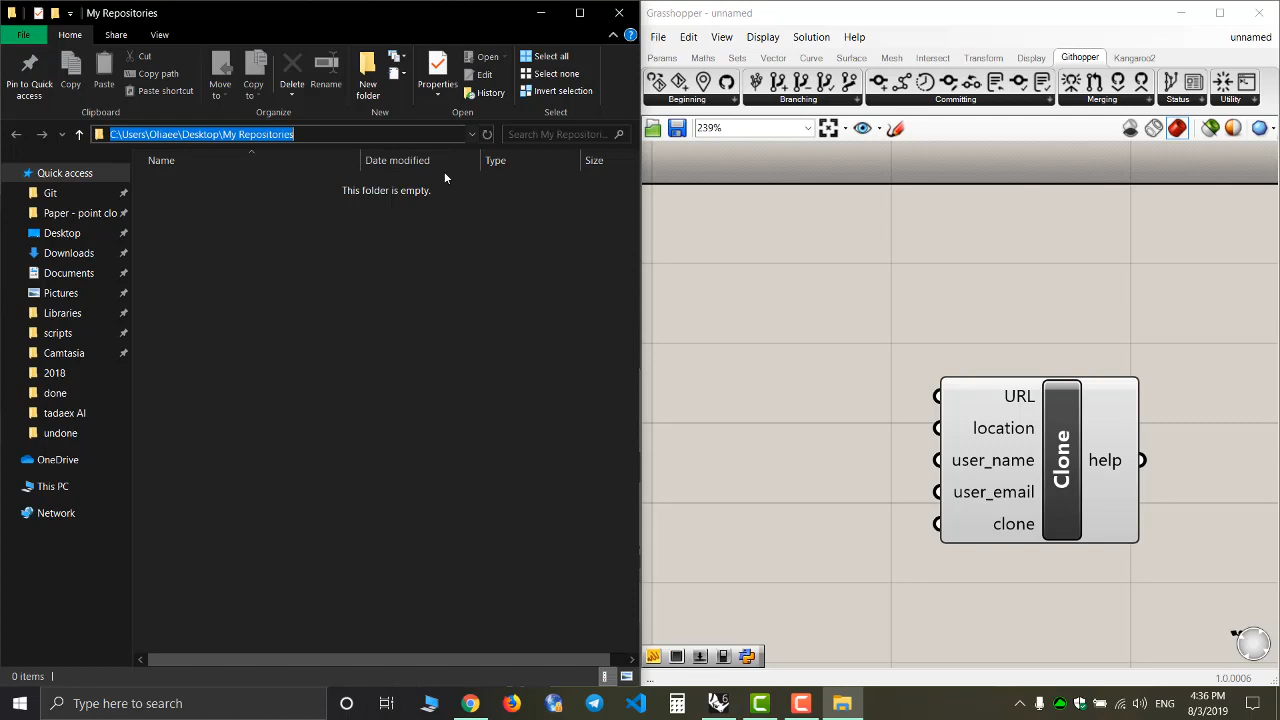 My Repositories
File Home Share View
Pin to Quick access
Copy
Paste
Cut
Copy path
Paste shortcut
Clipboard
Move to
Copy to
Delete
Rename
Organize
New folder
New
Properties
Open
Edit
History
Open
Select all
Select none
Invert selection
Select
C:\Users\Oliaee\Desktop\My Repositories
Search My Repositori...
Name Date modified Type Size
This folder is empty.
Quick access
Git
Paper - point clo
Desktop
Downloads
Documents
Pictures
Libraries
scripts
Camtasia
2018
done
tadaex AI
undone
OneDrive
This PC
Network
0 items
Grasshopper - unnamed
File Edit View Display Solution Help unnamed
Params Maths Sets Vector Curve Surface Mesh Intersect Transform Display Githopper Kangaroo2
Beginning Branching Committing Merging Status Utility
239%
URL
location
user_name
user_email
clone
Clone
help
...
1.0.0006
Type here to search
ENG
4:36 PM
8/3/2019